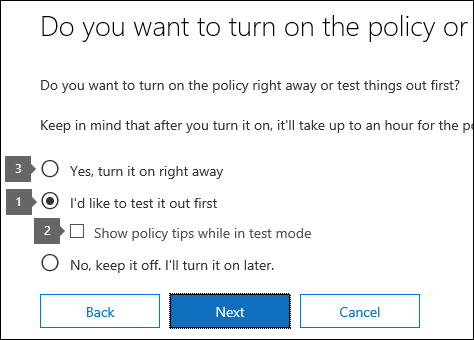 Do you want to turn on the policy or
Do you want to turn on the policy right away or test things out first?
Keep in mind that after you turn it on, it'll take up to an hour for the
3 Yes, turn it on right away
1 I'd like to test it out first
2 Show policy tips while in test mode
No, keep it off. I'll turn it on later.
Back Next Cancel